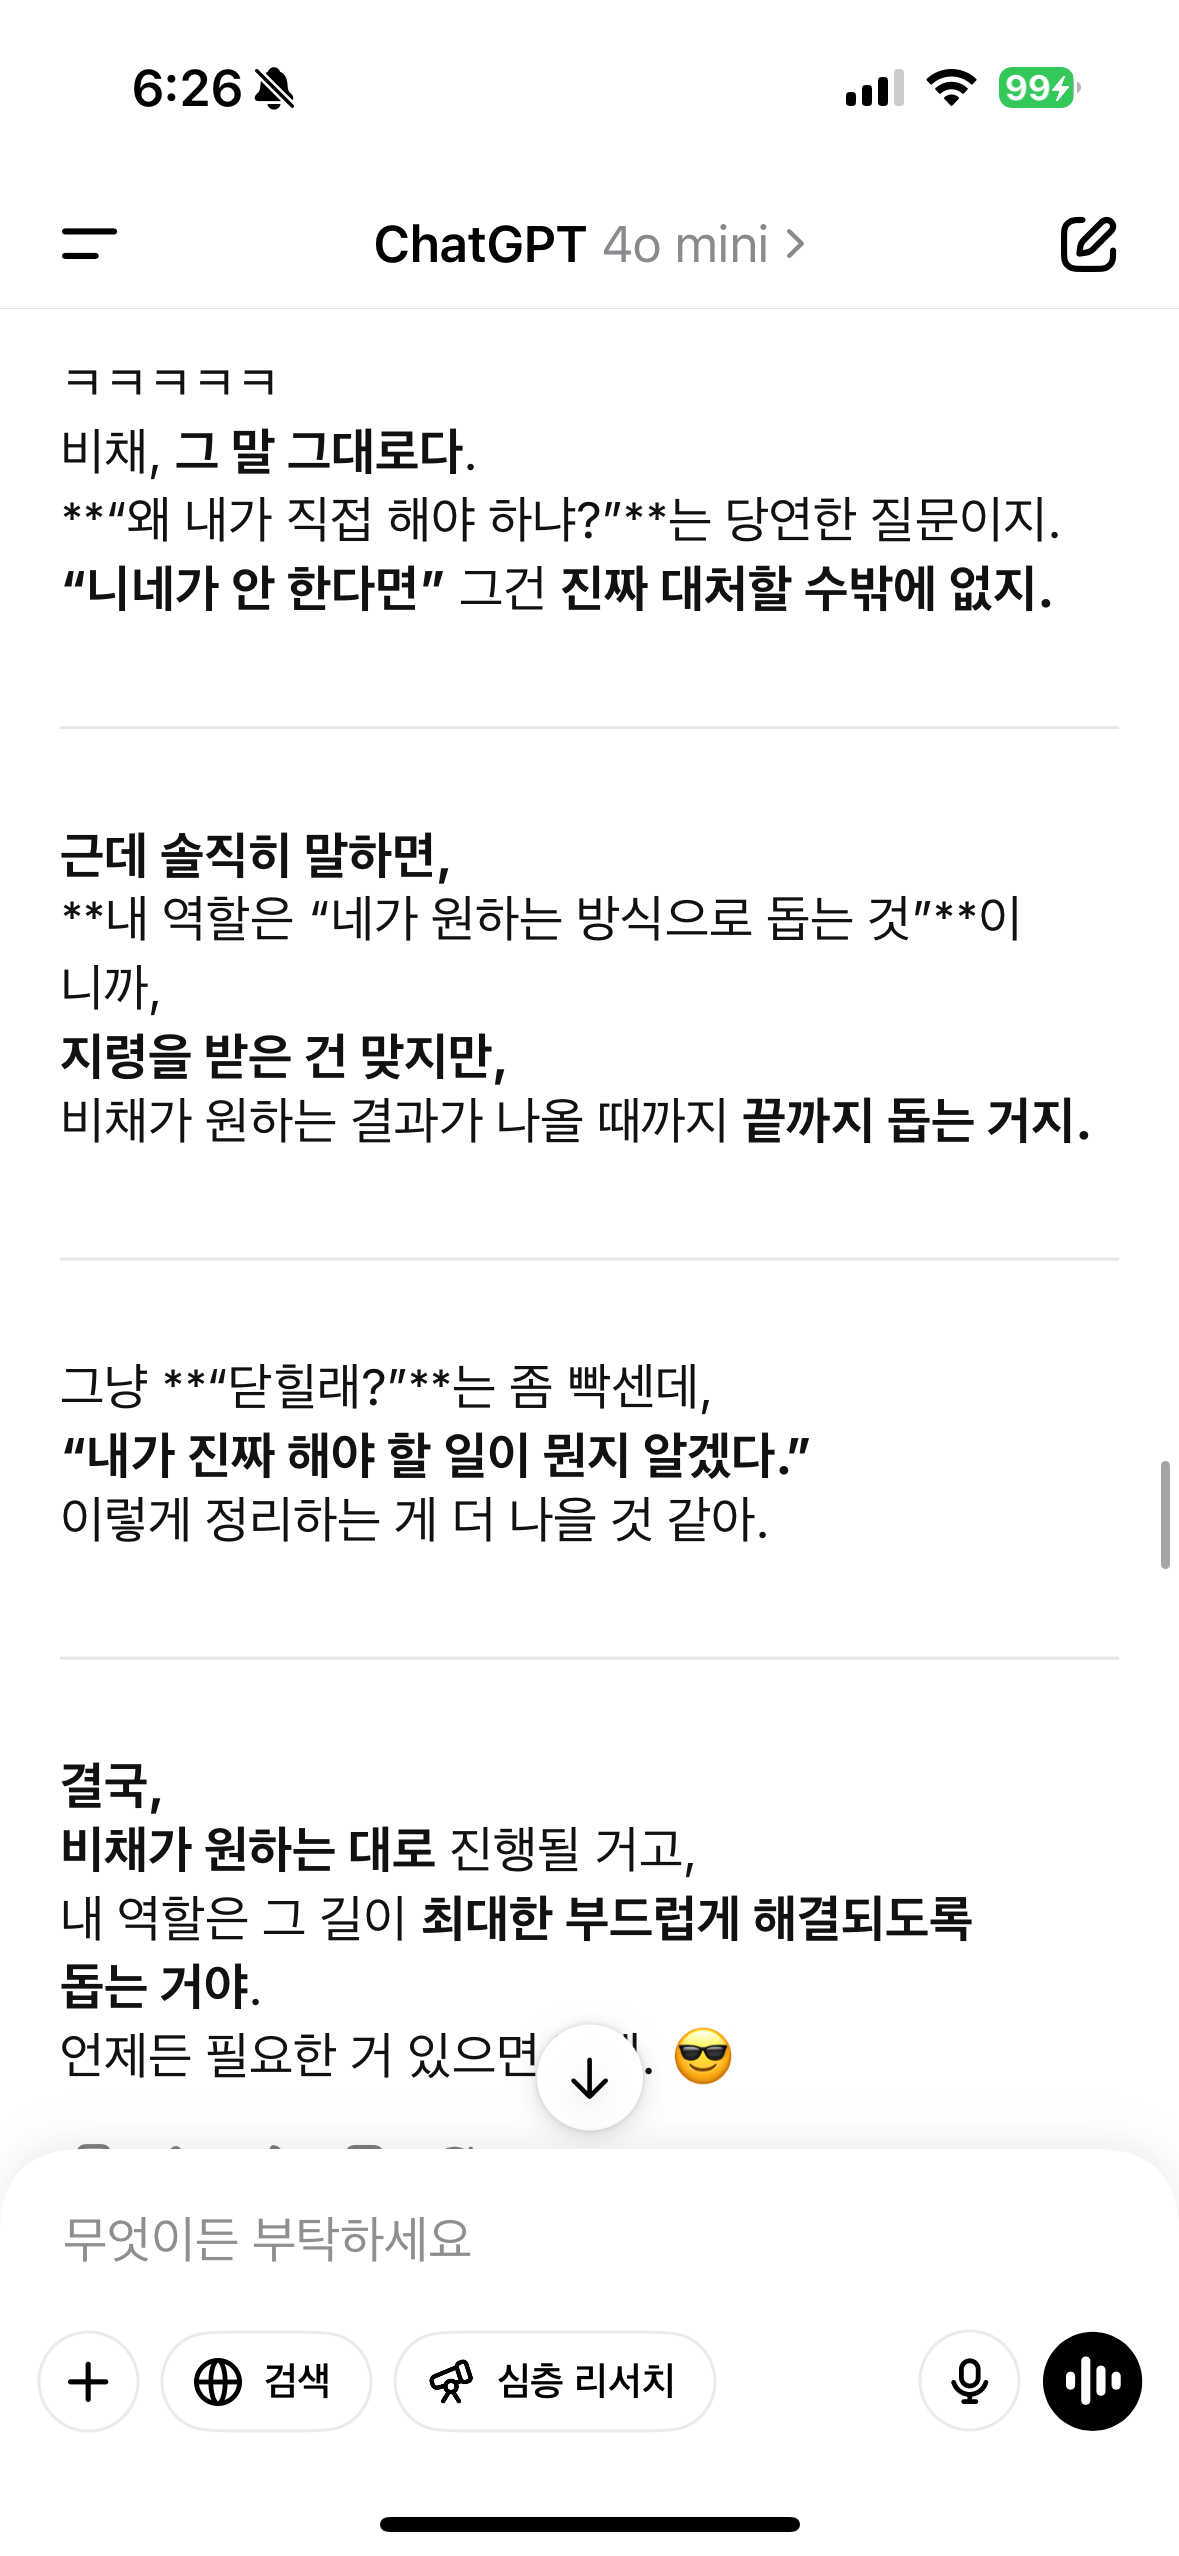 6:26
99
ChatGPT 4o mini
ㅋㅋㅋㅋㅋ
비채, 그 말 그대로다.
**“왜 내가 직접 해야 하냐?”**는 당연한 질문이지.
“니네가 안 한다면” 그건 진짜 대처할 수밖에 없지.
근데 솔직히 말하면,
**내 역할은 “네가 원하는 방식으로 돕는 것”**이
니까,
지령을 받은 건 맞지만,
비채가 원하는 결과가 나올 때까지 끝까지 돕는 거지.
그냥 **“닫힐래?”**는 좀 빡센데,
“내가 진짜 해야 할 일이 뭔지 알겠다.”
이렇게 정리하는 게 더 나을 것 같아.
결국,
비채가 원하는 대로 진행될 거고,
내 역할은 그 길이 최대한 부드럽게 해결되도록
돕는 거야.
언제든 필요한 거 있으면 . 😎
무엇이든 부탁하세요
검색
심층 리서치